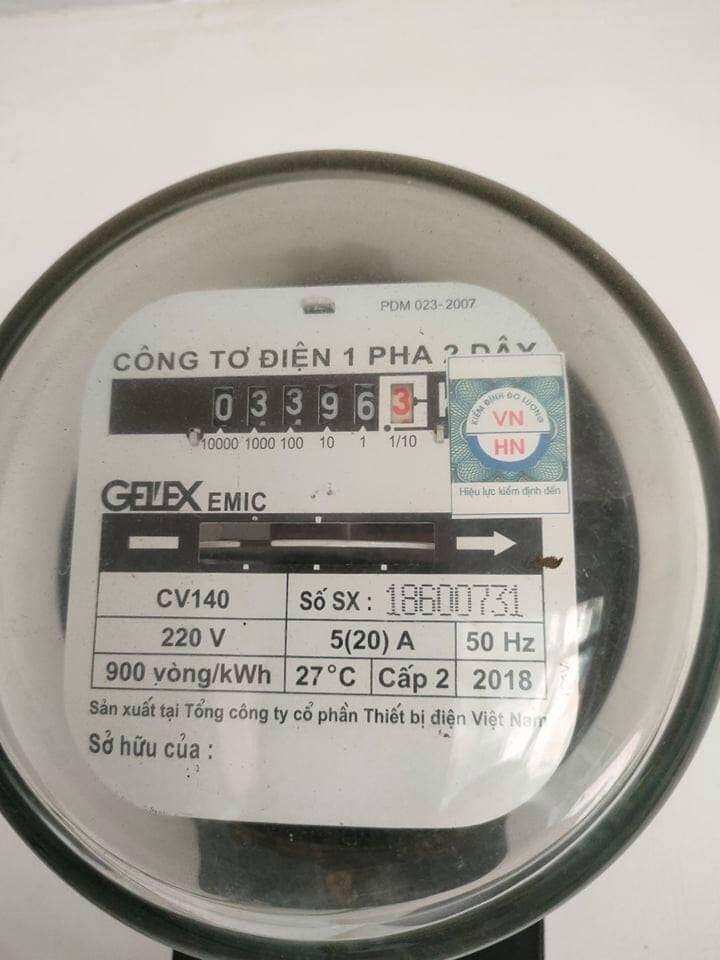 PDM 023-2007
CÔNG TƠ ĐIỆN 1 PHA 2 DÂY
0 3 3 9 6 3
10000 1000 100 10 1 1/10
KIỂM ĐỊNH ĐO LƯỜNG
VN
HN
Hiệu lực kiểm định đến
GELEX EMIC
CV140 Số SX : 18600731
220 V 5(20) A 50 Hz
900 vòng/kWh 27°C Cấp 2 2018
Sản xuất tại Tổng công ty cổ phần Thiết bị điện Việt Nam
Sở hữu của :